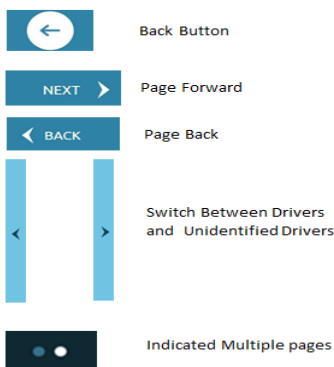 Back Button
NEXT
Page Forward
BACK
Page Back
Switch Between Drivers
and Unidentified Drivers
Indicated Multiple pages